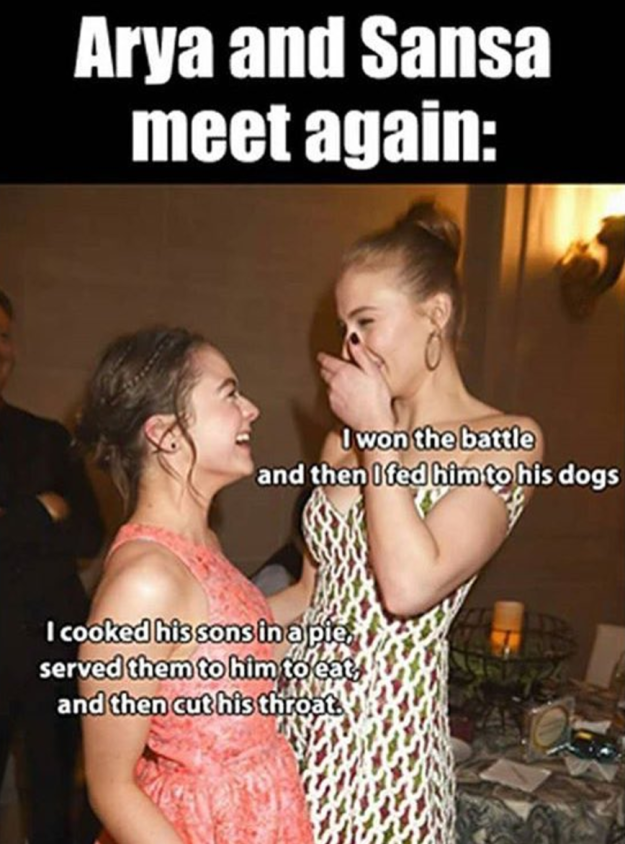 Arya and Sansa
meet again:
I won the battle
and then I fed him to his dogs
I cooked his sons in a pie,
served them to him to eat,
and then cut his throat.